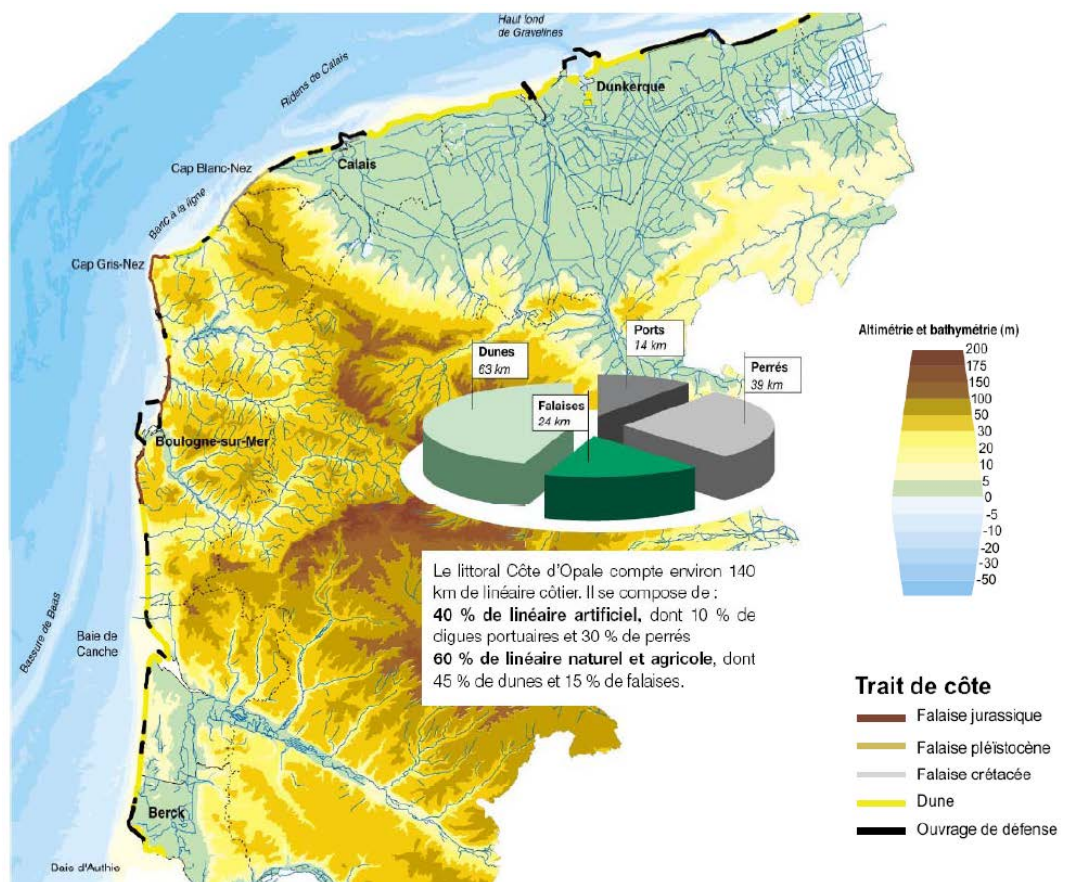 Haut fond
de Gravelines
Ridens de Calais
Dunkerque
Cap Blanc-Nez
Calais
Banc à la ligne
Cap Gris-Nez
Ports
14 km
Dunes
63 km
Perrés
39 km
Falaises
24 km
Boulogne-sur-Mer
Altimétrie et bathymétrie (m)
200
175
150
100
50
30
20
10
5
0
-5
-10
-20
-30
-50
Le littoral Côte d'Opale compte environ 140
km de linéaire côtier. Il se compose de :
40 % de linéaire artificiel, dont 10 % de
digues portuaires et 30 % de perrés
60 % de linéaire naturel et agricole, dont
45 % de dunes et 15 % de falaises.
Bassure de Baas
Baie de
Canche
Berck
d'Authie
Trait de côte
Falaise jurassique
Falaise pléïstocène
Falaise crétacée
Dune
Ouvrage de défense